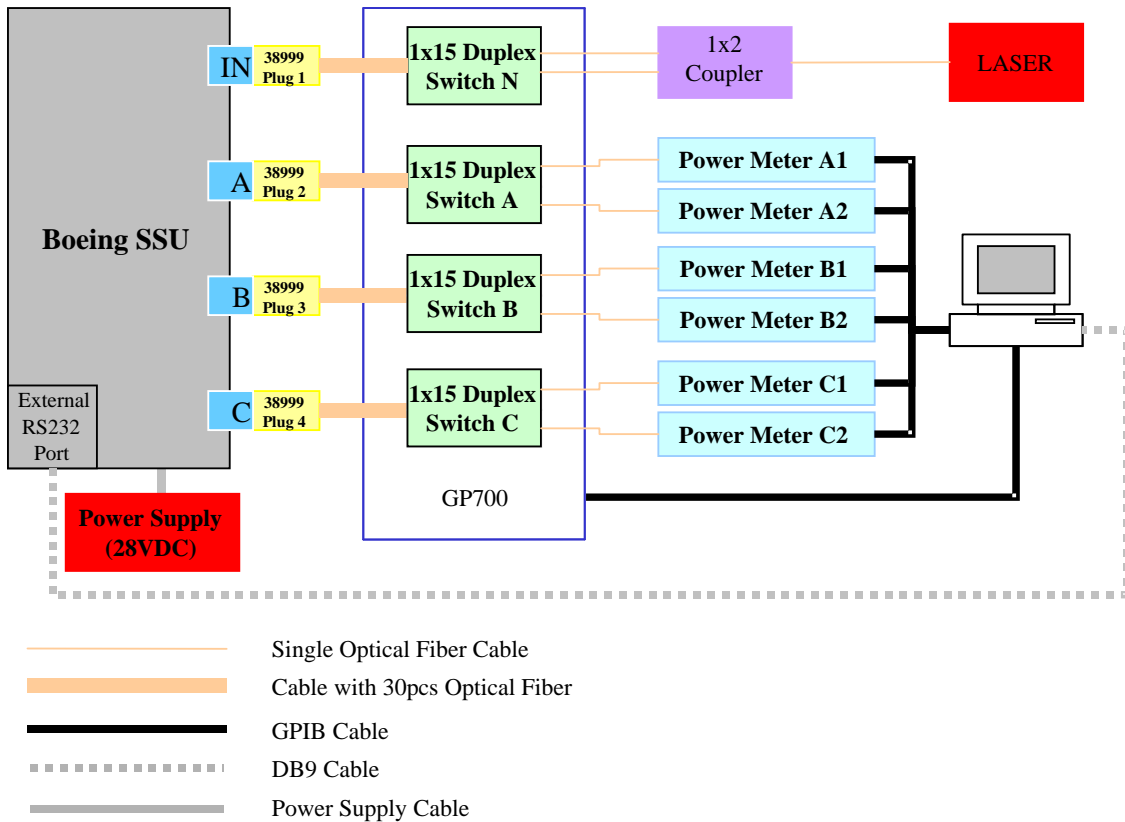 IN
38999
Plug 1
1x15 Duplex
Switch N
1x2
Coupler
LASER
A
38999
Plug 2
1x15 Duplex
Switch A
Power Meter A1
Power Meter A2
Boeing SSU
B
38999
Plug 3
1x15 Duplex
Switch B
Power Meter B1
Power Meter B2
C
38999
Plug 4
1x15 Duplex
Switch C
Power Meter C1
Power Meter C2
External
RS232
Port
GP700
Power Supply
(28VDC)
Single Optical Fiber Cable
Cable with 30pcs Optical Fiber
GPIB Cable
DB9 Cable
Power Supply Cable